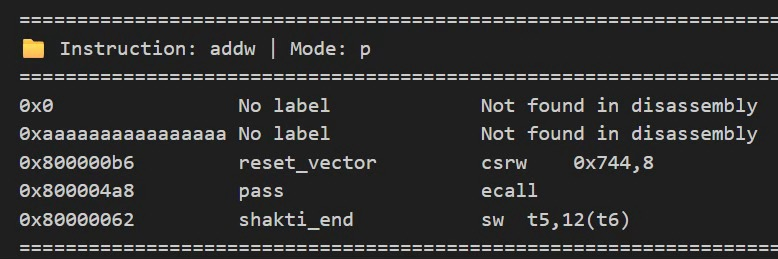 ================================================================
📁 Instruction: addw | Mode: p
================================================================
0x0 No label Not found in disassembly
0xaaaaaaaaaaaaaaaa No label Not found in disassembly
0x800000b6 reset_vector csrw 0x744,8
0x800004a8 pass ecall
0x80000062 shakti_end sw t5,12(t6)
================================================================